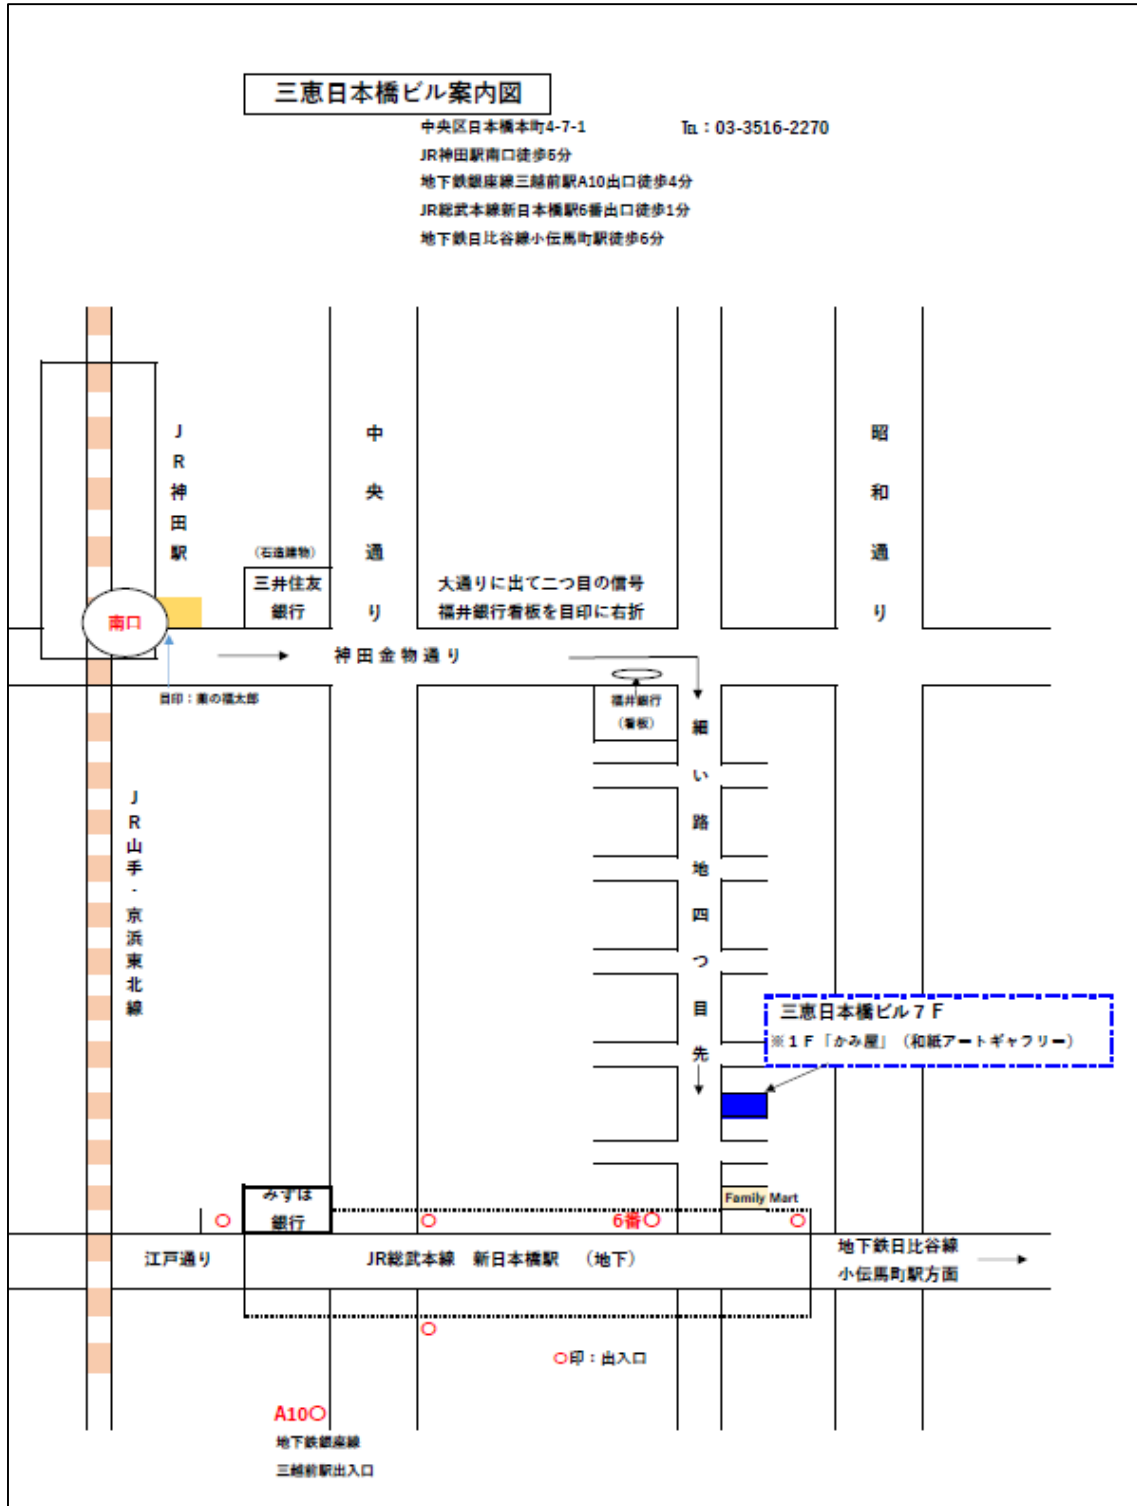 三恵日本橋ビル案内図
中央区日本橋本町4-7-1 ℡：03-3516-2270
JR神田駅南口徒歩5分
地下鉄銀座線三越前駅A10出口徒歩4分
JR総武本線新日本橋駅6番出口徒歩1分
地下鉄日比谷線小伝馬町駅徒歩6分
JR神田駅
中央通り
昭和通り
（石造建物）
三井住友
銀行
大通りに出て二つ目の信号
福井銀行看板を目印に右折
南口
神田金物通り
目印：薬の福太郎
福井銀行
（看板）
細い路地四つ目先
JR山手・京浜東北線
三恵日本橋ビル７Ｆ
※１Ｆ「かみ屋」（和紙アートギャラリー）
みずほ
銀行
Family Mart
6番○
江戸通り
JR総武本線 新日本橋駅 （地下）
地下鉄日比谷線
小伝馬町駅方面
○印：出入口
A10○
地下鉄銀座線
三越前駅出入口